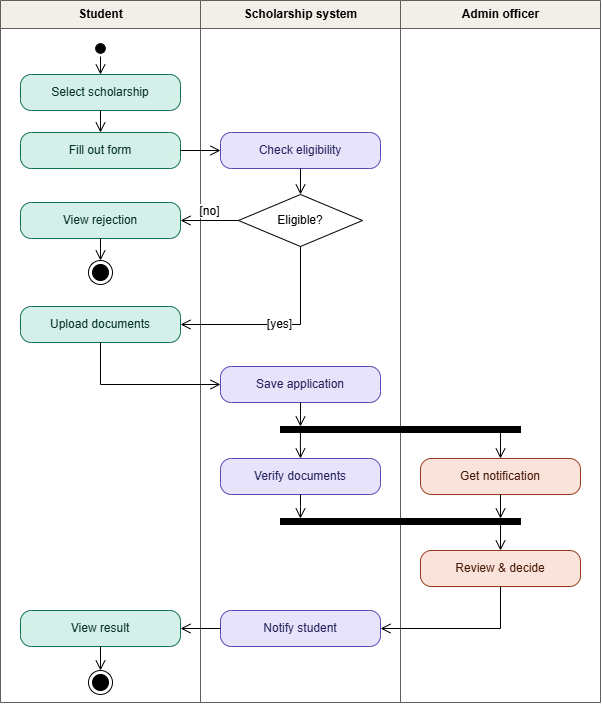 Student
Scholarship system
Admin officer
Select scholarship
Fill out form
Check eligibility
[no]
View rejection
Eligible?
Upload documents
[yes]
Save application
Verify documents
Get notification
Review & decide
View result
Notify student